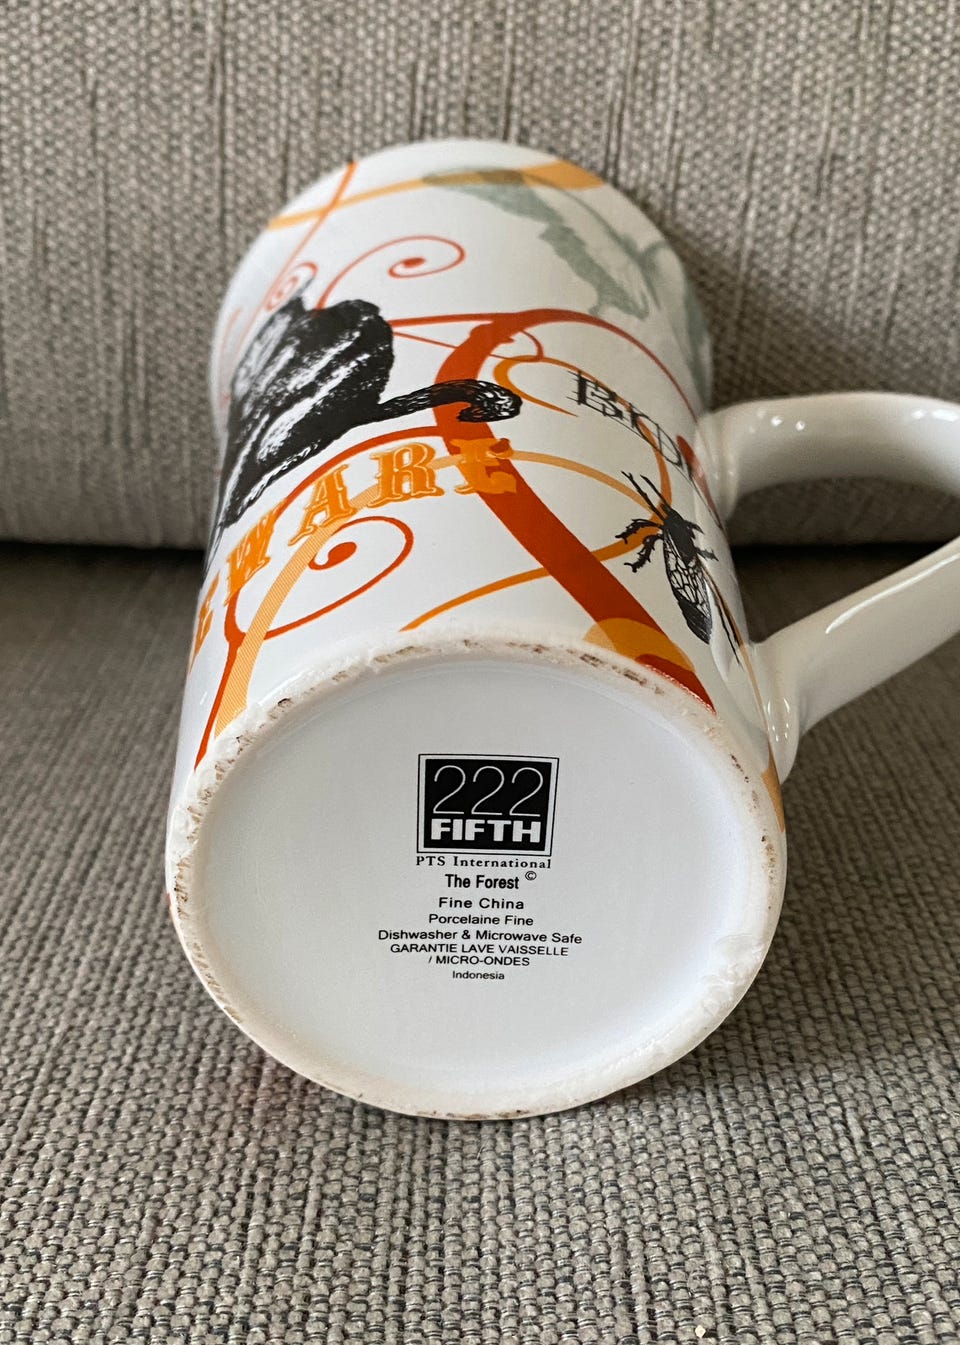 EWARE
222
FIFTH
PTS International
The Forest ©
Fine China
Porcelaine Fine
Dishwasher & Microwave Safe
GARANTIE LAVE VAISSELLE
/ MICRO-ONDES
Indonesia